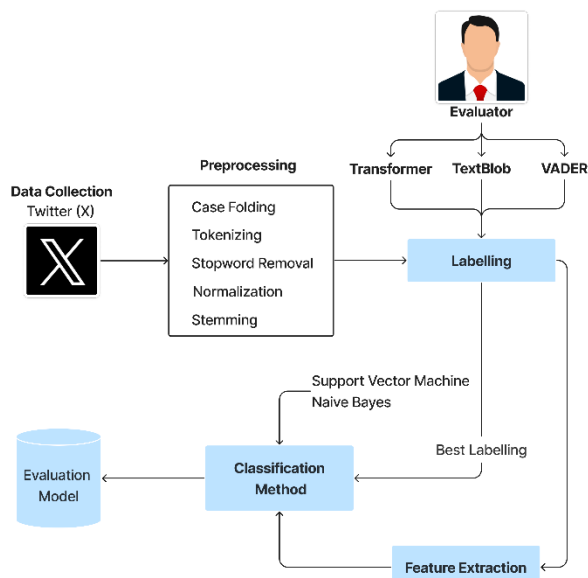 Evaluator
Transformer
TextBlob
VADER
Preprocessing
Data Collection
Twitter (X)
Case Folding
Tokenizing
Stopword Removal
Normalization
Stemming
Labelling
Support Vector Machine
Naive Bayes
Best Labelling
Classification
Method
Evaluation
Model
Feature Extraction